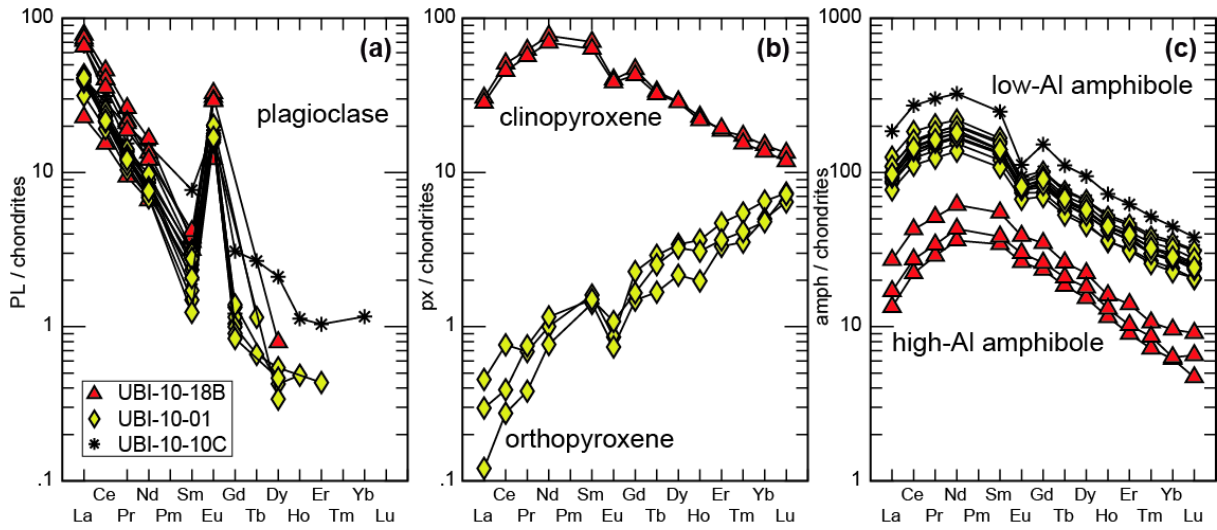 100
10
1
.1
PL / chondrites
(a)
plagioclase
UBI-10-18B
UBI-10-01
UBI-10-10C
Ce Nd Sm Gd Dy Er Yb
La Pr Pm Eu Tb Ho Tm Lu
100
10
1
.1
px / chondrites
(b)
clinopyroxene
orthopyroxene
Ce Nd Sm Gd Dy Er Yb
La Pr Pm Eu Tb Ho Tm Lu
1000
100
10
1
amph / chondrites
(c)
low-Al amphibole
high-Al amphibole
Ce Nd Sm Gd Dy Er Yb
La Pr Pm Eu Tb Ho Tm Lu